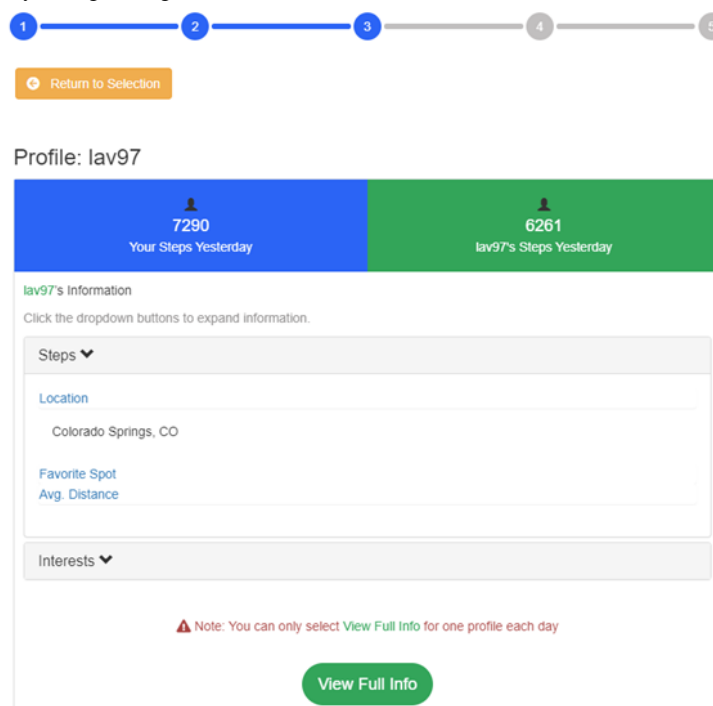 1 2 3 4 5
Return to Selection
Profile: lav97
7290
Your Steps Yesterday
6261
lav97's Steps Yesterday
lav97's Information
Click the dropdown buttons to expand information.
Steps
Location
Colorado Springs, CO
Favorite Spot
Avg. Distance
Interests
Note: You can only select View Full Info for one profile each day
View Full Info